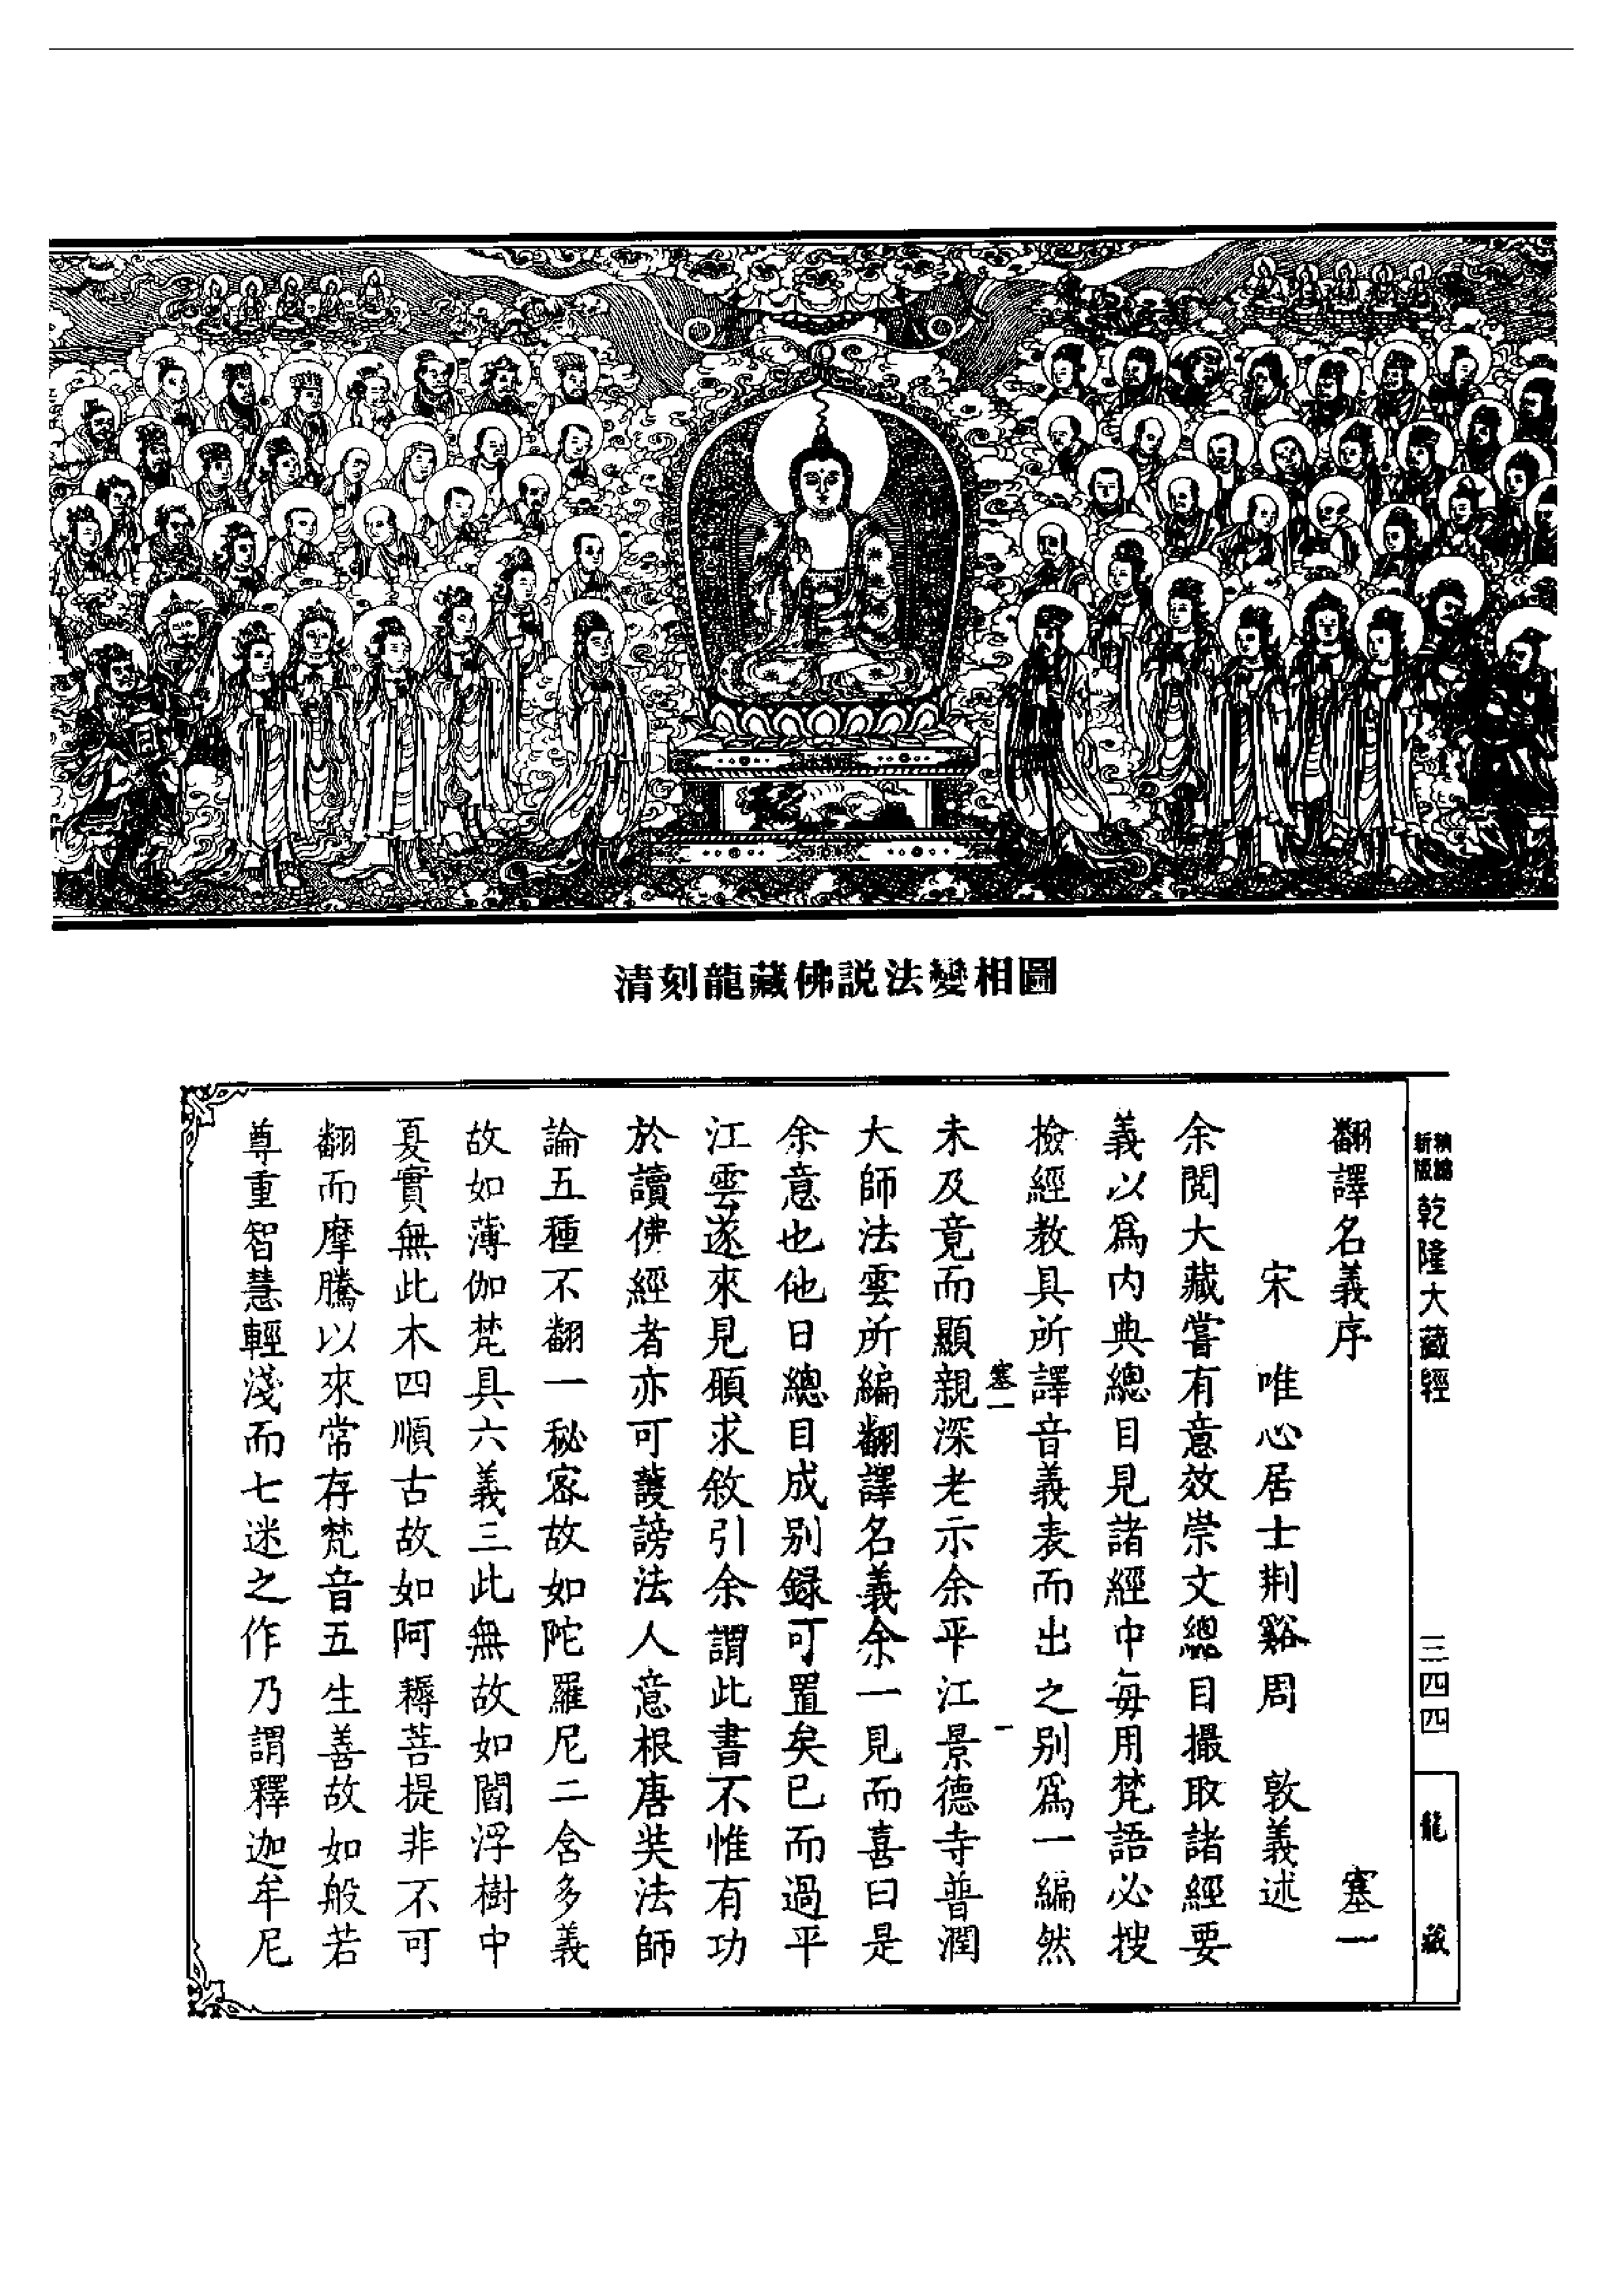 清刻龍藏佛説法變相圖
新版
精編
乾隆大藏經
三四四
龍藏
翻譯名義序 塞一
宋 唯心居士荆谿周 敦義述
余閲大藏嘗有意效崇文總目撮取諸經要
義以爲内典總目見諸經中每用梵語必搜
撿經教具所譯音義表而出之别爲一編然
塞一 一
未及竟而顯親深老示余平江景德寺普潤
大師法雲所編翻譯名義余一見而喜曰是
余意也他日總目成别録可置矣已而過平
江雲遂來見頋求敘引余謂此書不惟有功
於讀佛經者亦可護謗法人意根唐奘法師
論五種不翻一秘密故如陀羅尼二含多義
故如薄伽梵具六義三此無故如閻浮樹中
夏實無此木四順古故如阿耨菩提非不可
翻而摩騰以來常存梵音五生善故如般若
尊重智慧輕淺而七迷之作乃謂釋迦牟尼